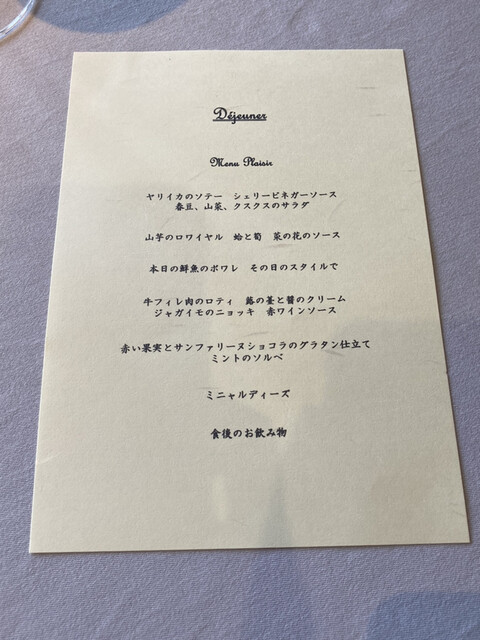 Déjeuner
Menu Plaisir
ヤリイカのソテー　シェリービネガーソース
春豆、山菜、クスクスのサラダ
山芋のロワイヤル　蛤と筍　菜の花のソース
本日の鮮魚のポワレ　その日のスタイルで
牛フィレ肉のロティ　蕗の薹と醤のクリーム
ジャガイモのニョッキ　赤ワインソース
赤い果実とサンファリーヌショコラのグラタン仕立て
ミントのソルベ
ミニャルディーズ
食後のお飲み物